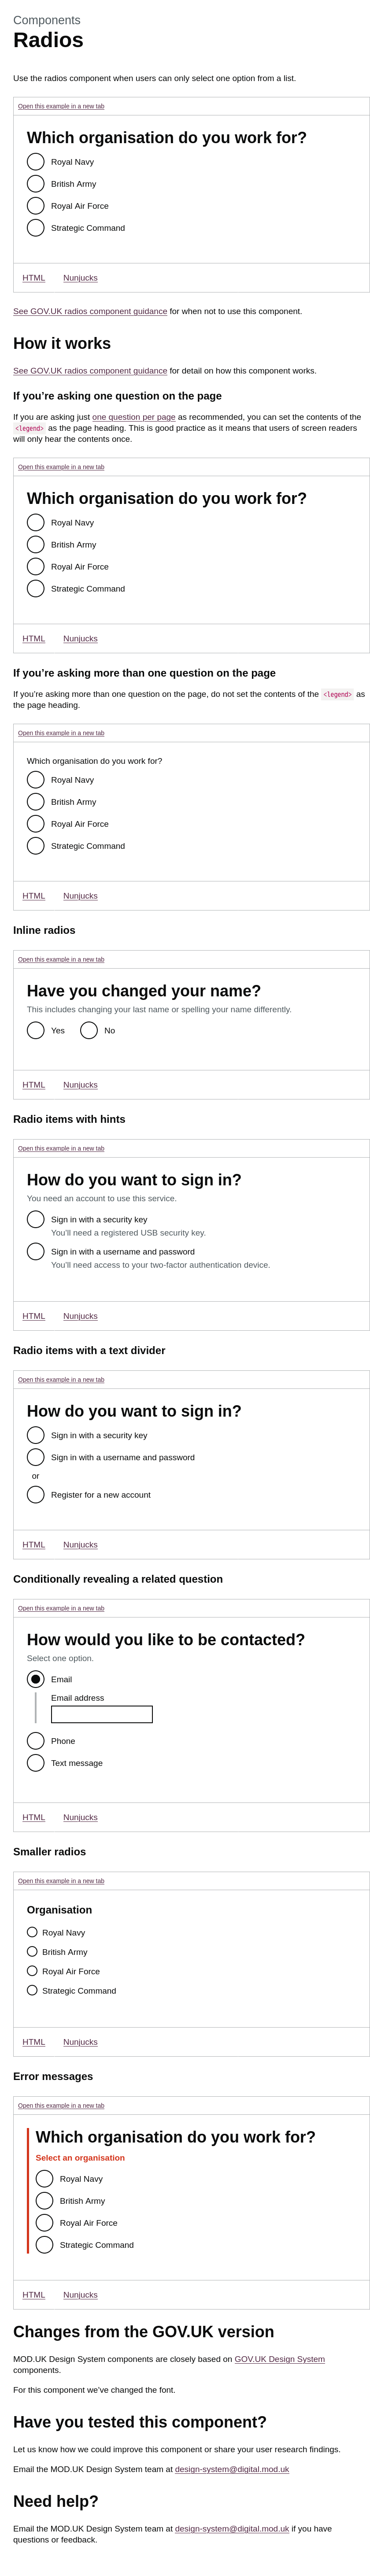 Components
Radios
Use the radios component when users can only select one option from a list.
Open this example in a new tab
Which organisation do you work for?
Royal Navy
British Army
Royal Air Force
Strategic Command
HTML Nunjucks
See GOV.UK radios component guidance for when not to use this component.
How it works
See GOV.UK radios component guidance for detail on how this component works.
If you’re asking one question on the page
If you are asking just one question per page as recommended, you can set the contents of the
<legend> as the page heading. This is good practice as it means that users of screen readers
will only hear the contents once.
Open this example in a new tab
Which organisation do you work for?
Royal Navy
British Army
Royal Air Force
Strategic Command
HTML Nunjucks
If you’re asking more than one question on the page
If you’re asking more than one question on the page, do not set the contents of the <legend> as
the page heading.
Open this example in a new tab
Which organisation do you work for?
Royal Navy
British Army
Royal Air Force
Strategic Command
HTML Nunjucks
Inline radios
Open this example in a new tab
Have you changed your name?
This includes changing your last name or spelling your name differently.
Yes No
HTML Nunjucks
Radio items with hints
Open this example in a new tab
How do you want to sign in?
You need an account to use this service.
Sign in with a security key
You’ll need a registered USB security key.
Sign in with a username and password
You’ll need access to your two-factor authentication device.
HTML Nunjucks
Radio items with a text divider
Open this example in a new tab
How do you want to sign in?
Sign in with a security key
Sign in with a username and password
or
Register for a new account
HTML Nunjucks
Conditionally revealing a related question
Open this example in a new tab
How would you like to be contacted?
Select one option.
Email
Email address
Phone
Text message
HTML Nunjucks
Smaller radios
Open this example in a new tab
Organisation
Royal Navy
British Army
Royal Air Force
Strategic Command
HTML Nunjucks
Error messages
Open this example in a new tab
Which organisation do you work for?
Select an organisation
Royal Navy
British Army
Royal Air Force
Strategic Command
HTML Nunjucks
Changes from the GOV.UK version
MOD.UK Design System components are closely based on GOV.UK Design System
components.
For this component we’ve changed the font.
Have you tested this component?
Let us know how we could improve this component or share your user research findings.
Email the MOD.UK Design System team at design-system@digital.mod.uk
Need help?
Email the MOD.UK Design System team at design-system@digital.mod.uk if you have
questions or feedback.